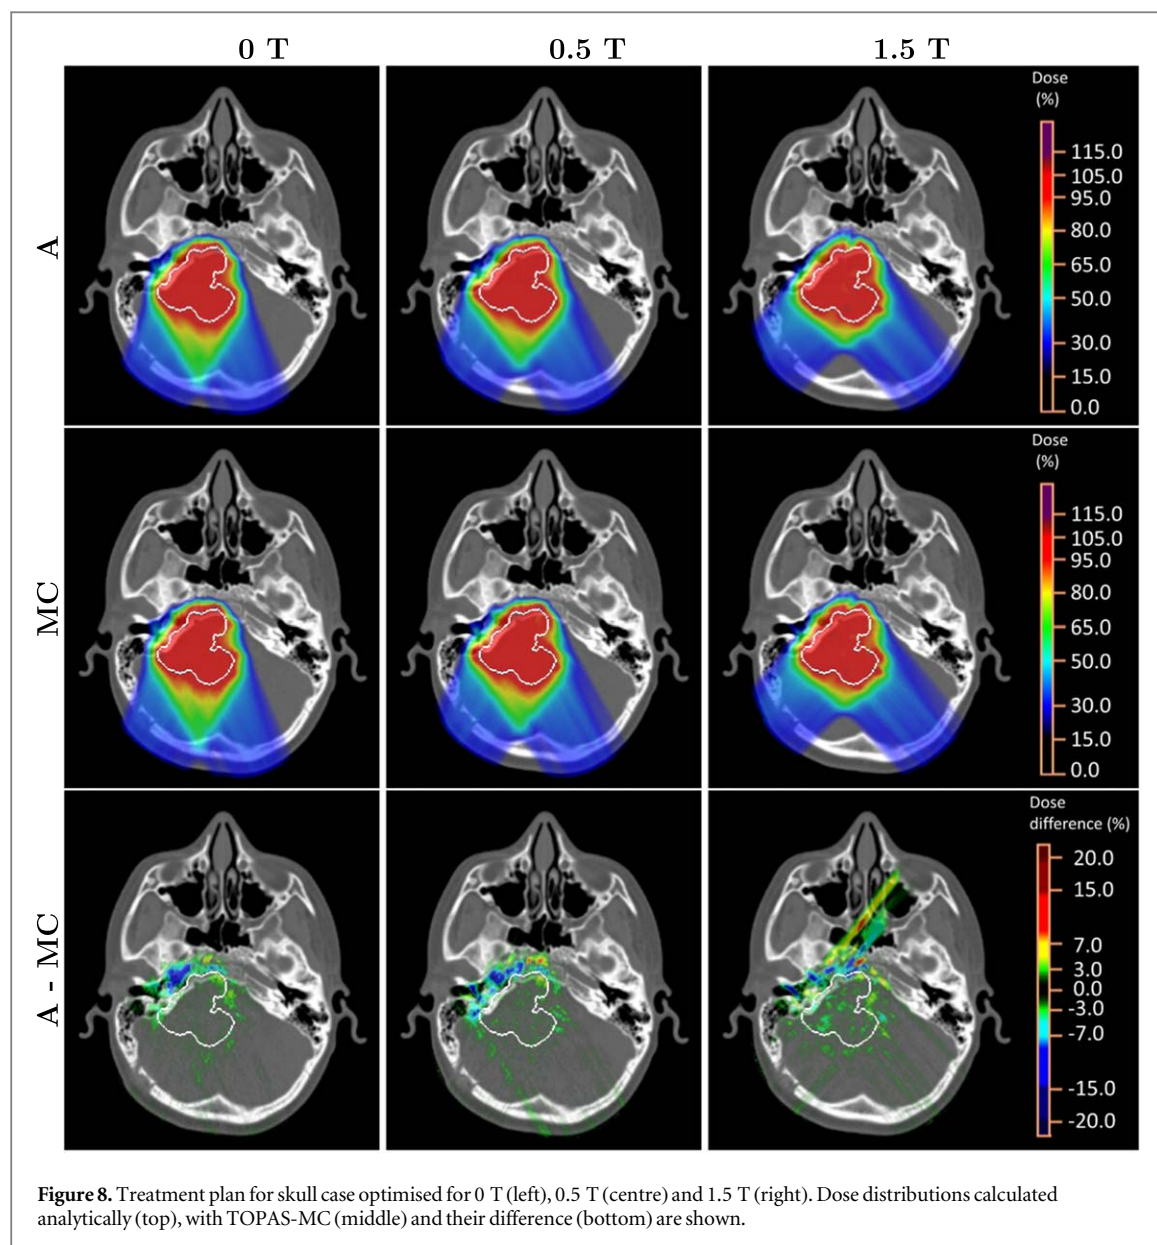 0 T 0.5 T 1.5 T
A
Dose
(%)
115.0
105.0
95.0
80.0
65.0
50.0
30.0
15.0
0.0
MC
Dose
(%)
115.0
105.0
95.0
80.0
65.0
50.0
30.0
15.0
0.0
A - MC
Dose
difference (%)
20.0
15.0
7.0
3.0
0.0
-3.0
-7.0
-15.0
-20.0
Figure 8. Treatment plan for skull case optimised for 0 T (left), 0.5 T (centre) and 1.5 T (right). Dose distributions calculated
analytically (top), with TOPAS-MC (middle) and their difference (bottom) are shown.